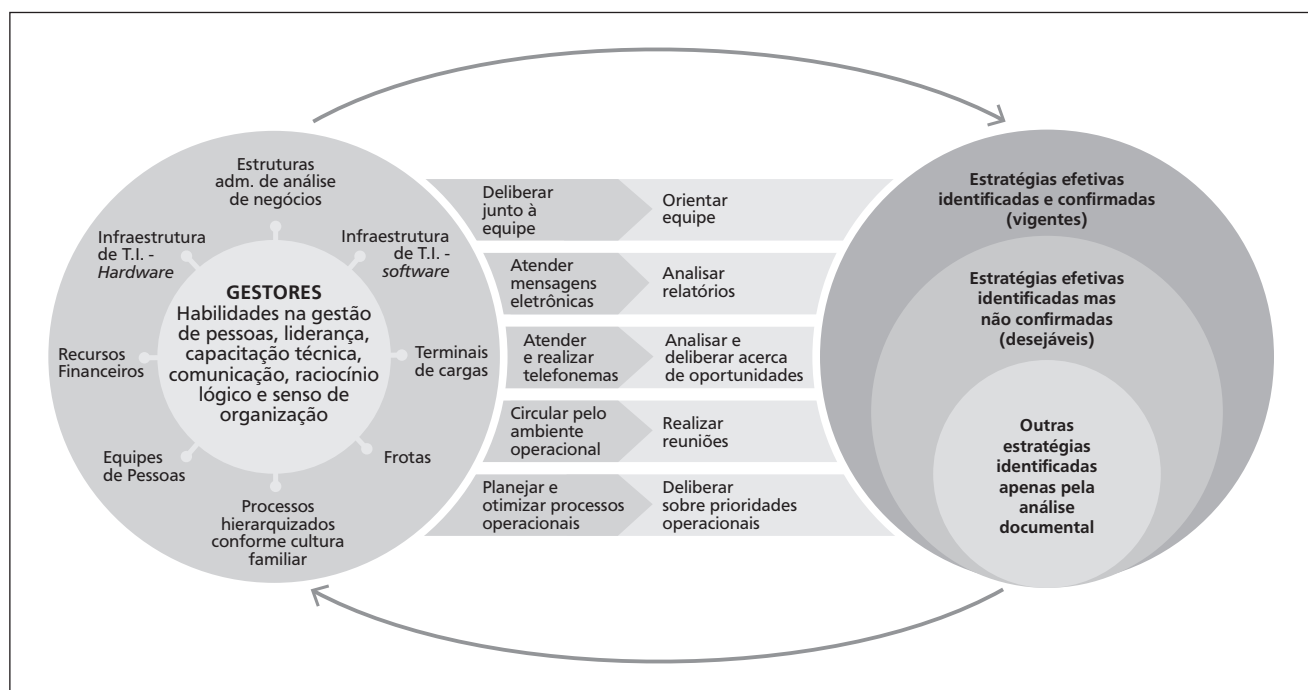 Estruturas
adm. de análise
de negócios
Infraestrutura
de T.I. -
Hardware
Infraestrutura
de T.I. -
software
GESTORES
Habilidades na gestão
de pessoas, liderança,
capacitação técnica,
comunicação, raciocínio
lógico e senso de
organização
Recursos
Financeiros
Terminais
de cargas
Equipes
de Pessoas
Frotas
Processos
hierarquizados
conforme cultura
familiar
Deliberar
junto à
equipe
Orientar
equipe
Atender
mensagens
eletrônicas
Analisar
relatórios
Atender
e realizar
telefonemas
Analisar e
deliberar acerca
de oportunidades
Circular pelo
ambiente
operacional
Realizar
reuniões
Planejar e
otimizar processos
operacionais
Deliberar
sobre prioridades
operacionais
Estratégias efetivas
identificadas e confirmadas
(vigentes)
Estratégias efetivas
identificadas mas
não confirmadas
(desejáveis)
Outras
estratégias
identificadas
apenas pela
análise
documental